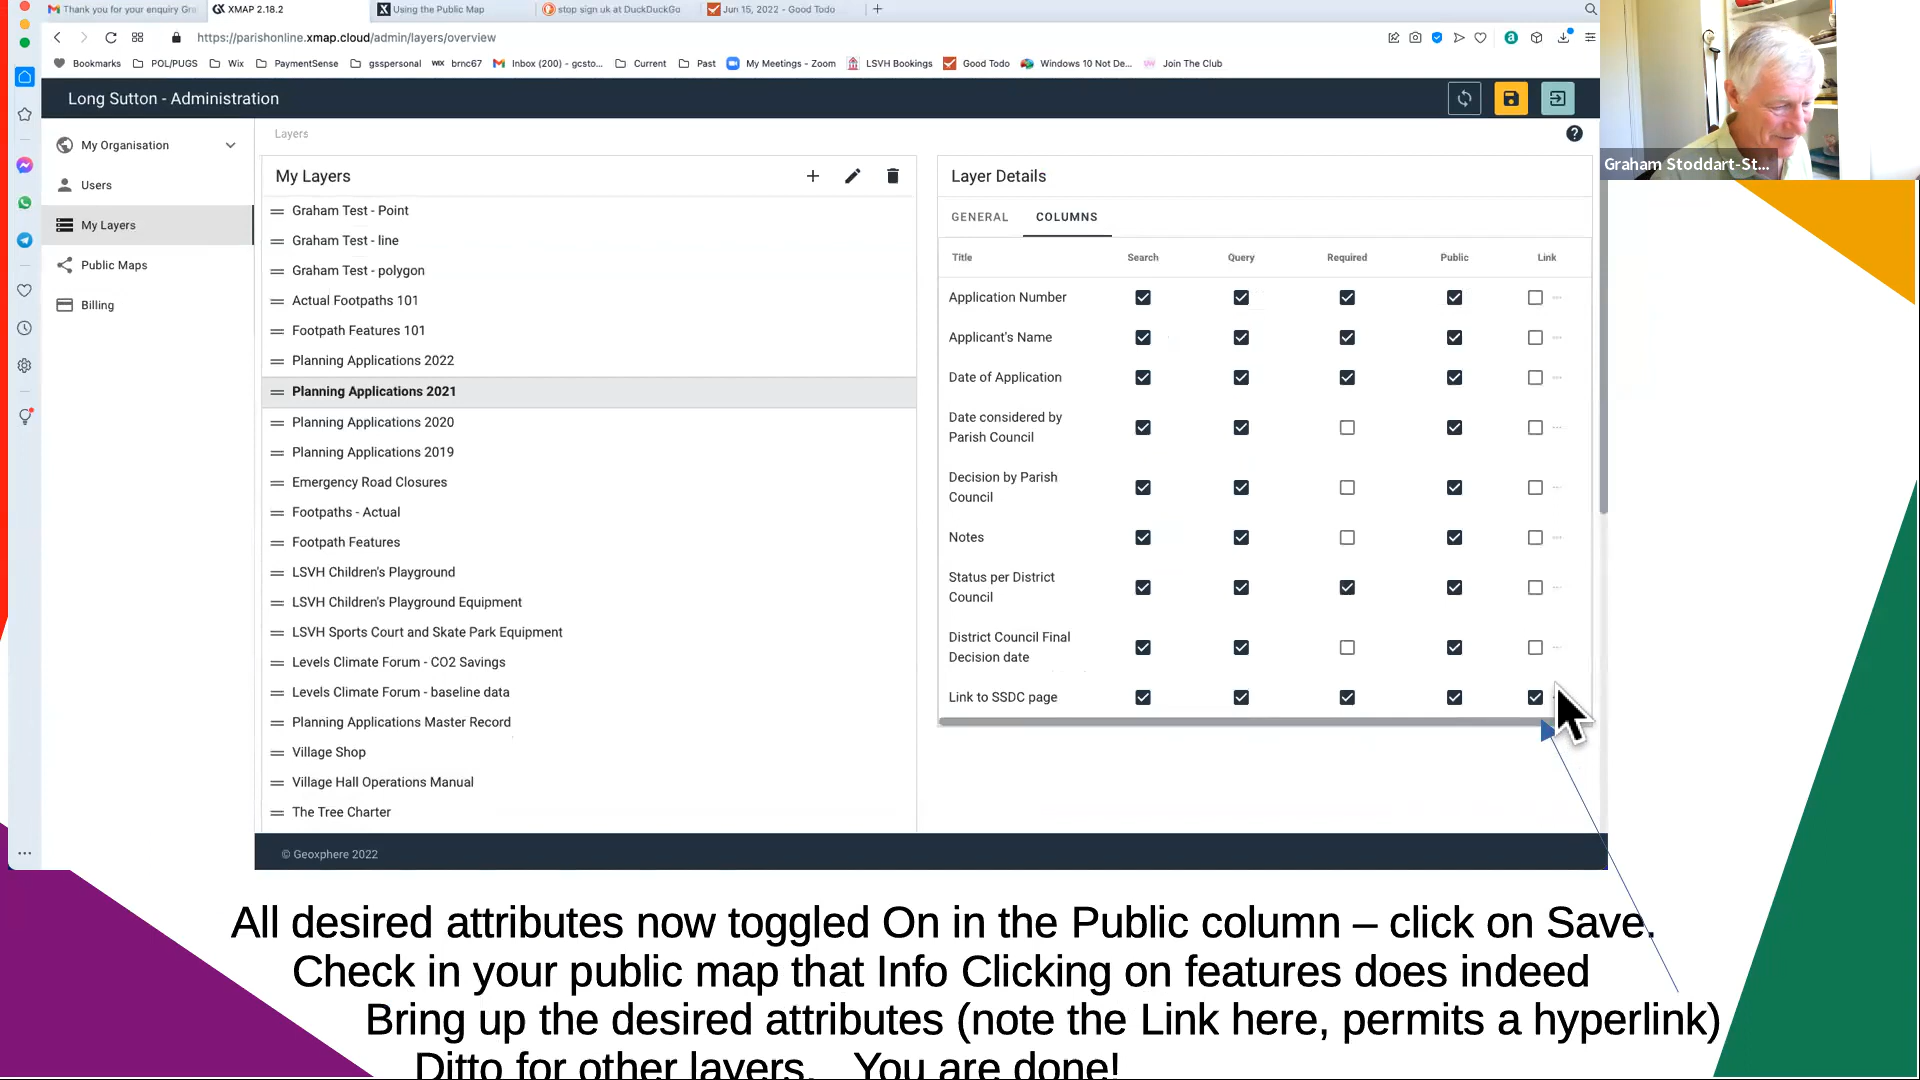 Thank you for your enquiry Gra
XMAP 2.18.2
Using the Public Map
stop sign uk at DuckDuckGo
Jun 15, 2022 - Good Todo
https://parishonline.xmap.cloud/admin/layers/overview
Bookmarks POL/PUGS Wix PaymentSense gsspersonal WIX brnc67 Inbox (200) - gcsto... Current Past My Meetings - Zoom LSVH Bookings Good Todo Windows 10 Not De... Join The Club
Long Sutton - Administration
Graham Stoddart-St...
My Organisation
Users
My Layers
Public Maps
Billing
Layers
My Layers
Graham Test - Point
Graham Test - line
Graham Test - polygon
Actual Footpaths 101
Footpath Features 101
Planning Applications 2022
Planning Applications 2021
Planning Applications 2020
Planning Applications 2019
Emergency Road Closures
Footpaths - Actual
Footpath Features
LSVH Children's Playground
LSVH Children's Playground Equipment
LSVH Sports Court and Skate Park Equipment
Levels Climate Forum - CO2 Savings
Levels Climate Forum - baseline data
Planning Applications Master Record
Village Shop
Village Hall Operations Manual
The Tree Charter
Layer Details
GENERAL COLUMNS
Title Search Query Required Public Link
Application Number
Applicant's Name
Date of Application
Date considered by
Parish Council
Decision by Parish
Council
Notes
Status per District
Council
District Council Final
Decision date
Link to SSDC page
© Geoxphere 2022
All desired attributes now toggled On in the Public column – click on Save.
Check in your public map that Info Clicking on features does indeed
Bring up the desired attributes (note the Link here, permits a hyperlink)
Ditto for other layers. You are done!